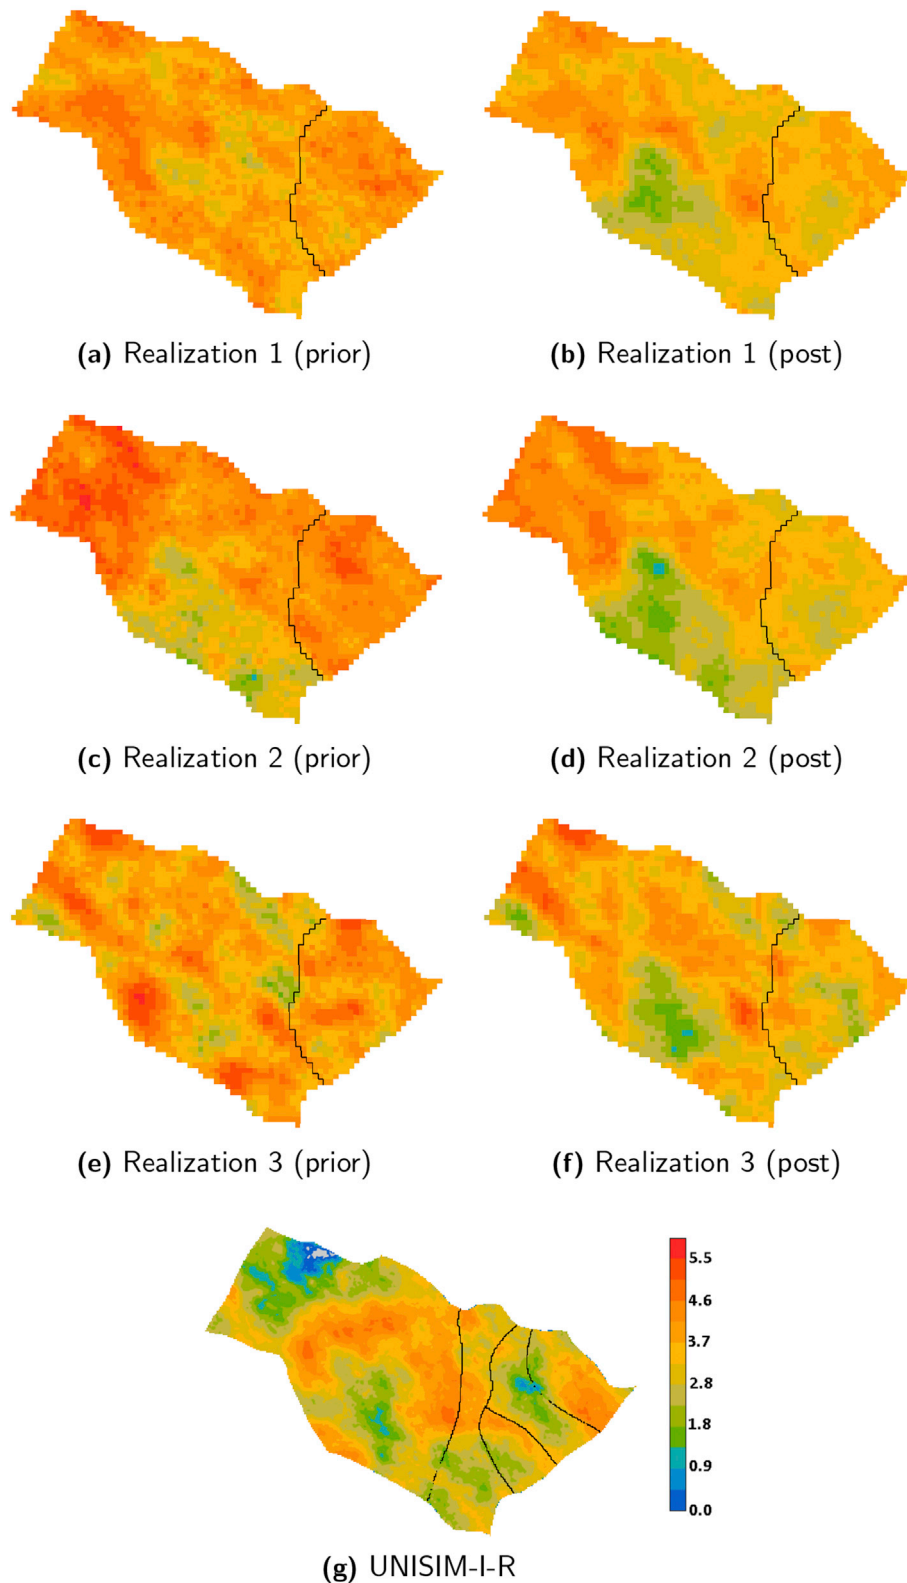 (a) Realization 1 (prior)
(b) Realization 1 (post)
(c) Realization 2 (prior)
(d) Realization 2 (post)
(e) Realization 3 (prior)
(f) Realization 3 (post)
5.5
4.6
3.7
2.8
1.8
0.9
0.0
(g) UNISIM-I-R